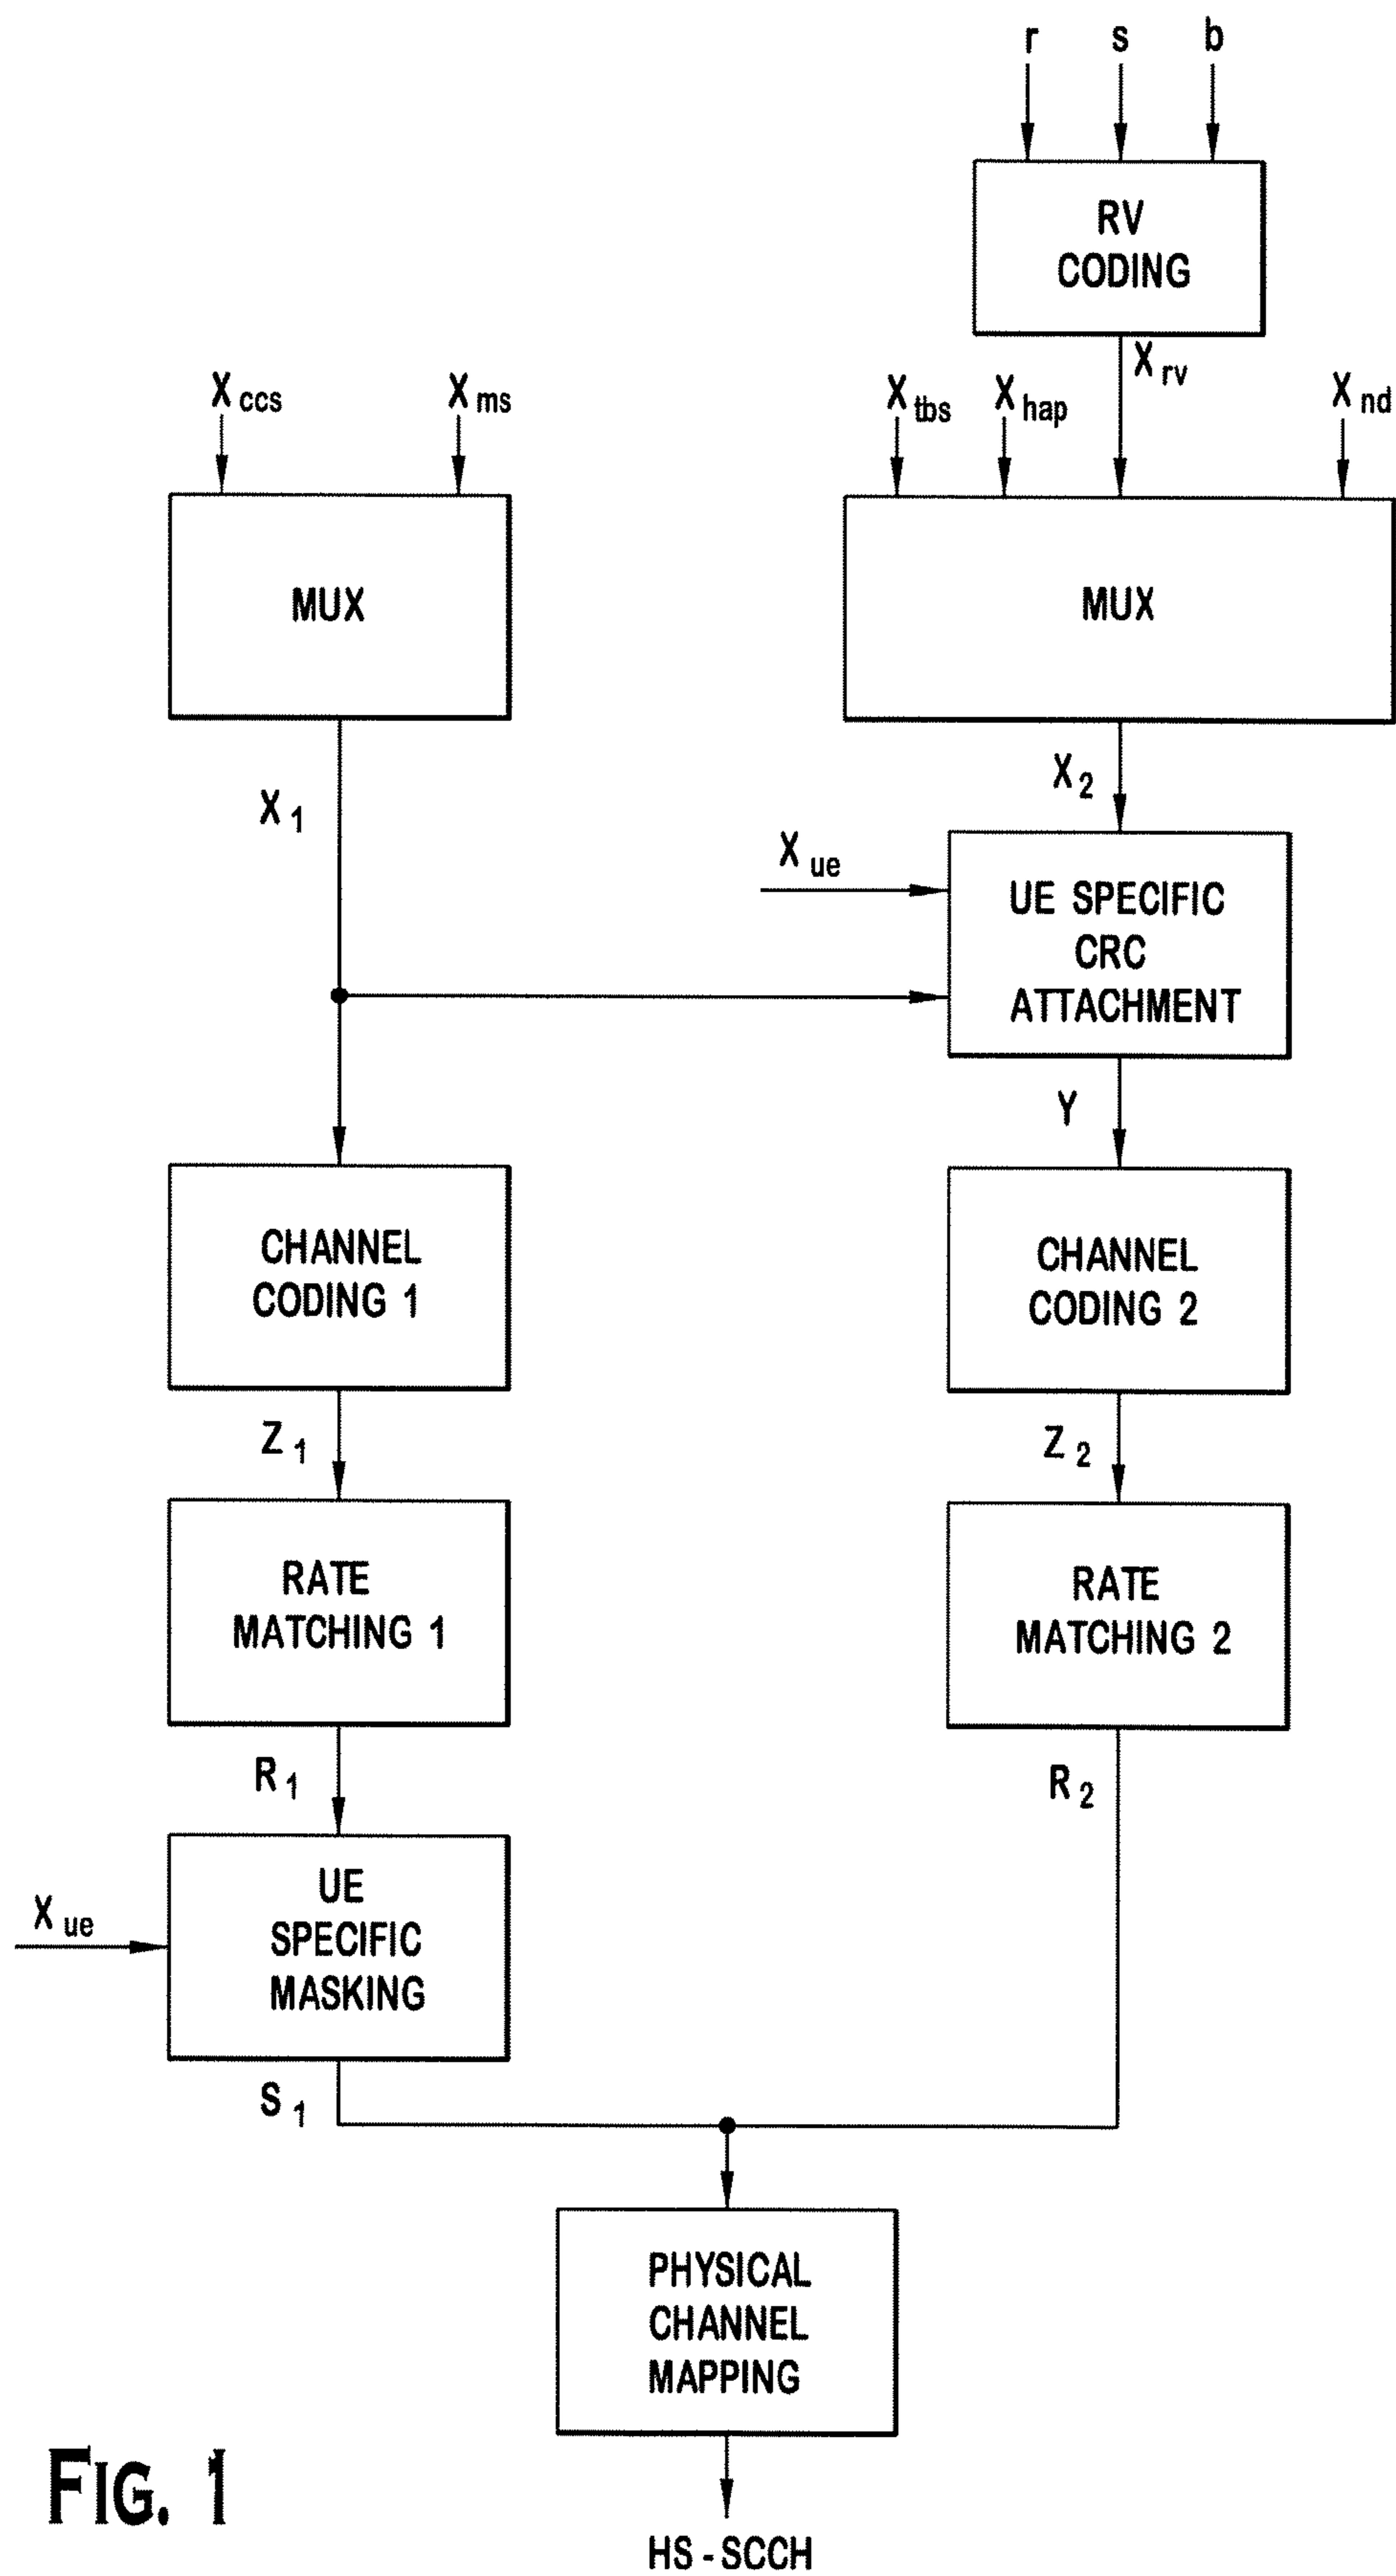 r s b
RV
CODING
X rv
X ccs X ms X tbs X hap X nd
MUX MUX
X 1 X 2
X ue
UE SPECIFIC
CRC
ATTACHMENT
Y
CHANNEL
CODING 1
CHANNEL
CODING 2
Z 1 Z 2
RATE
MATCHING 1
RATE
MATCHING 2
R 1 R 2
X ue
UE
SPECIFIC
MASKING
S 1
PHYSICAL
CHANNEL
MAPPING
FIG. 1
HS - SCCH